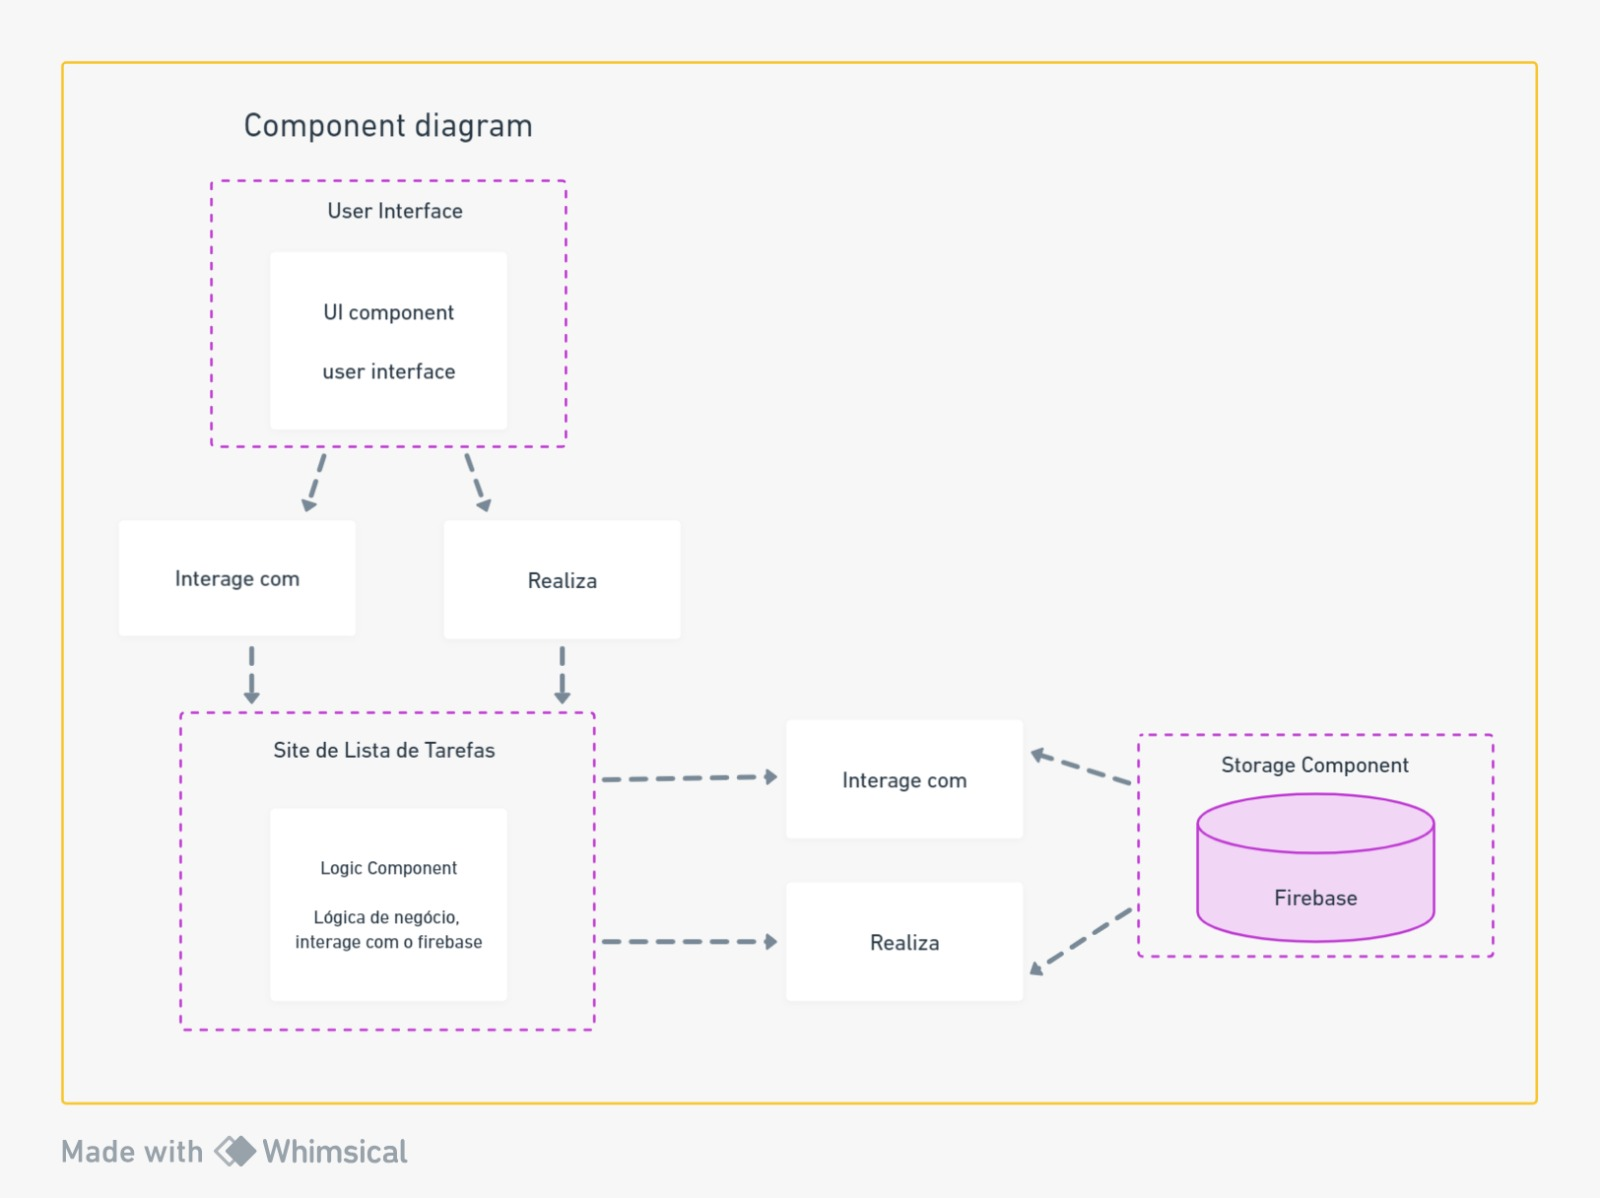 Component diagram
User Interface
UI component
user interface
Interage com
Realiza
Site de Lista de Tarefas
Logic Component
Lógica de negócio,
interage com o firebase
Interage com
Realiza
Storage Component
Firebase
Made with Whimsical